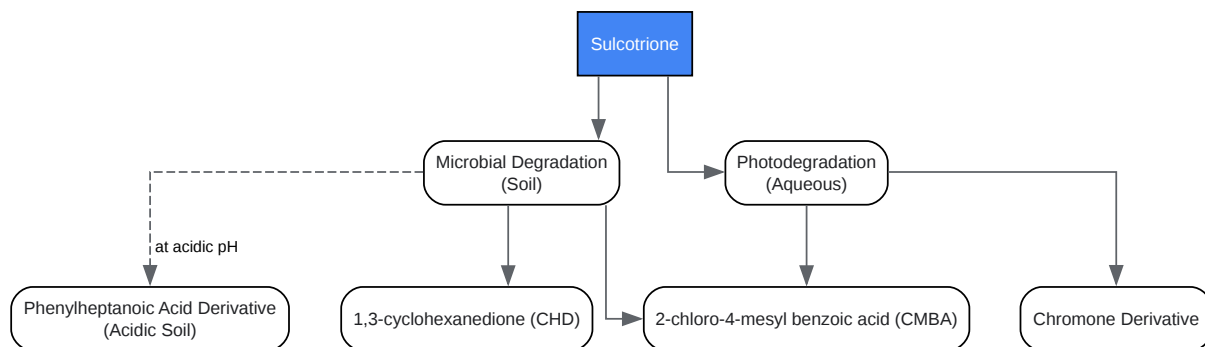 Sulcotrione
Microbial Degradation
(Soil)
Photodegradation
(Aqueous)
at acidic pH
Phenylheptanoic Acid Derivative
(Acidic Soil)
1,3-cyclohexanedione (CHD)
2-chloro-4-mesyl benzoic acid (CMBA)
Chromone Derivative